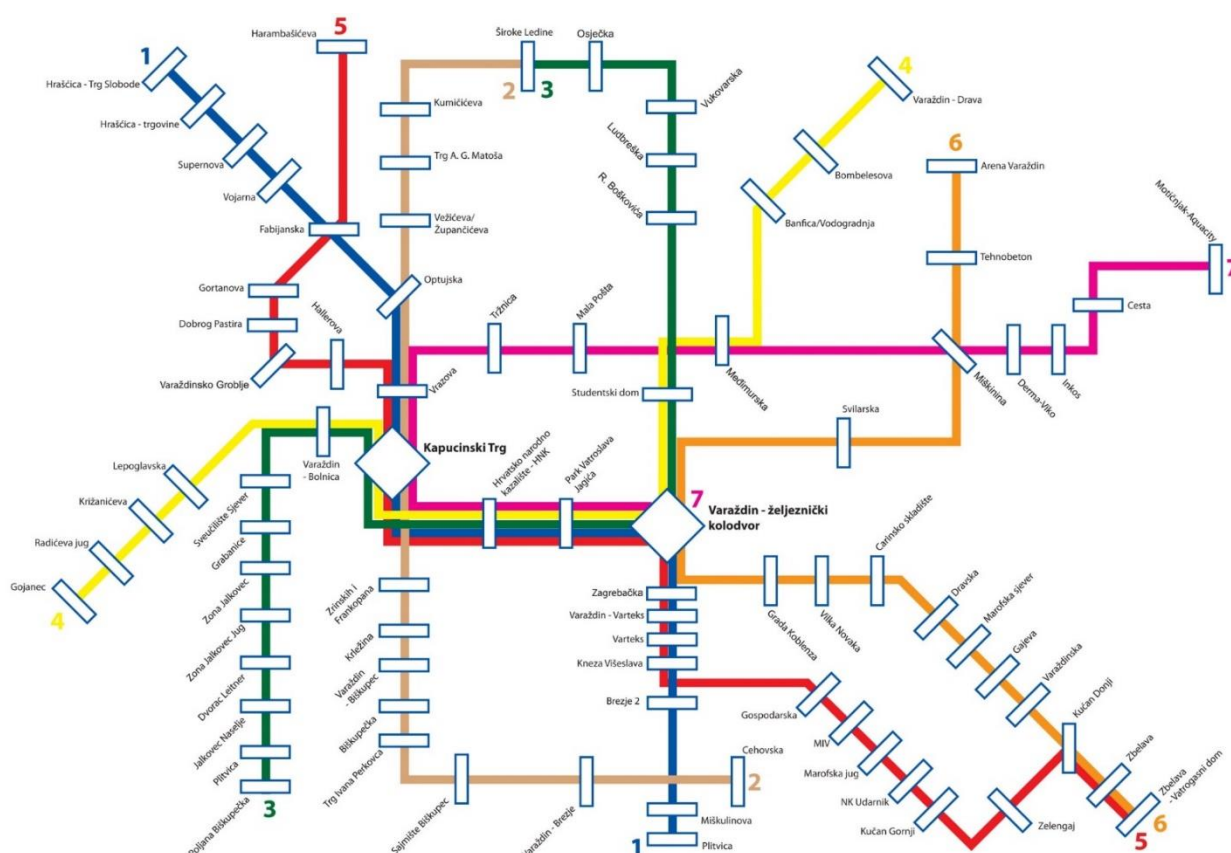 1
Hrašćica - Trg Slobode
Hrašćica - trgovine
Supernova
Vojarna
5
Harambašićeva
Fabijanska
Gortanova
Dobrog Pastira
Varaždinsko Groblje
Hallerova
Optujska
Široke Ledine
2
3
Osječka
Kumičićeva
Trg A. G. Matoša
Vežićeva/
Župančićeva
Vukovarska
Ludbreška
R. Boškovića
4
Varaždin - Drava
Bombelesova
Banfica/Vodogradnja
6
Arena Varaždin
Tehnobeton
Motičnjak-Aquacity
7
Cesta
Inkos
Derma-Viko
Miškinina
Međimurska
Tržnica
Mala Pošta
Vrazova
Studentski dom
Svilarska
Kapucinski Trg
Hrvatsko narodno
kazalište - HNK
Park Vatroslava
Jagića
7
Varaždin - željeznički
kolodvor
Varaždin
- Bolnica
Lepoglavska
Križanićeva
Radićeva jug
Gojanec
4
Sveučilište Sjever
Grabanice
Zona Jalkovec
Zona Jalkovec Jug
Dvorac Leitner
Jalkovec Naselje
Plitvica
Poljana Biškupečka
3
Zrinskih i
Frankopana
Krležina
Varaždin
- Biškupec
Biškupečka
Trg Ivana Perkovca
Sajmište Biškupec
Varaždin - Brezje
Cehovska
2
Zagrebačka
Varaždin - Varteks
Varteks
Kneza Višeslava
Brezje 2
Miškulinova
Plitvica
1
Grada Koblenza
Vilka Novaka
Carinsko skladište
Dravska
Marofska sjever
Gajeva
Varaždinska
Kućan Donji
Zbelava
Zbelava
- Vatrogasni dom
6
5
Gospodarska
MIV
Marofska jug
NK Udarnik
Kućan Gornji
Zelengaj